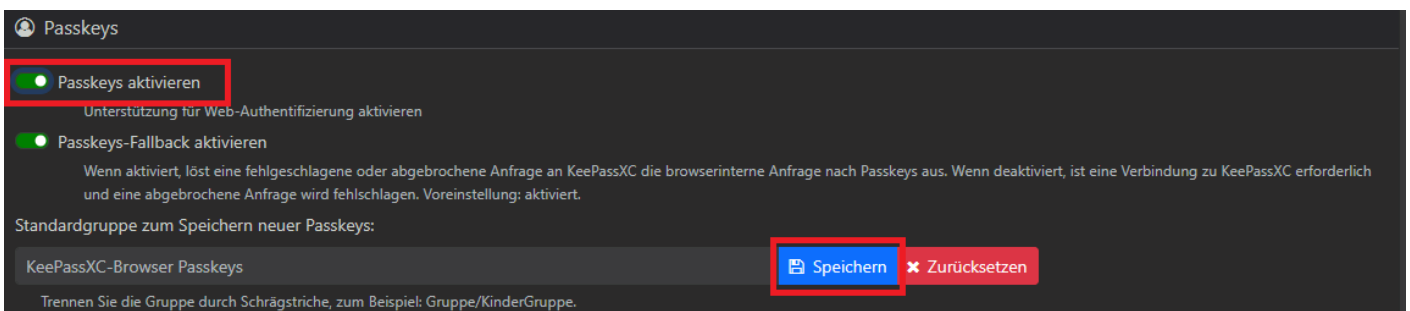 Passkeys
Passkeys aktivieren
Unterstützung für Web-Authentifizierung aktivieren
Passkeys-Fallback aktivieren
Wenn aktiviert, löst eine fehlgeschlagene oder abgebrochene Anfrage an KeePassXC die browserinterne Anfrage nach Passkeys aus. Wenn deaktiviert, ist eine Verbindung zu KeePassXC erforderlich
und eine abgebrochene Anfrage wird fehlschlagen. Voreinstellung: aktiviert.
Standardgruppe zum Speichern neuer Passkeys:
KeePassXC-Browser Passkeys Speichern Zurücksetzen
Trennen Sie die Gruppe durch Schrägstriche, zum Beispiel: Gruppe/KinderGruppe.